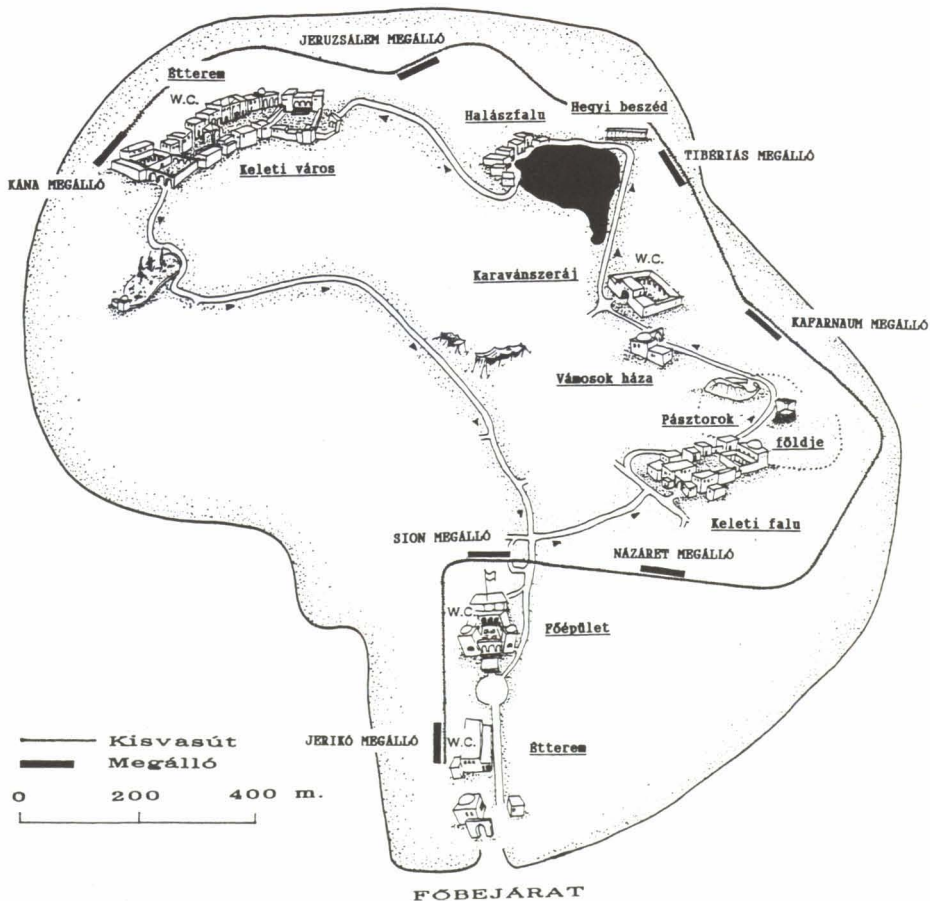 JERUZSÁLEM MEGÁLLÓ
Étterem
W.C.
Halászfalu
Hegyi beszéd
TIBÉRIÁS MEGÁLLÓ
KÁNA MEGÁLLÓ
Keleti város
Karavánszeráj
W.C.
KAFARNAUM MEGÁLLÓ
Vámosok háza
Pásztorok
földje
Keleti falu
SION MEGÁLLÓ
NÁZÁRET MEGÁLLÓ
W.C.
Főépület
JERIKÓ MEGÁLLÓ
W.C.
Étterem
Kisvasút
Megálló
0 200 400 m.
FŐBEJÁRAT